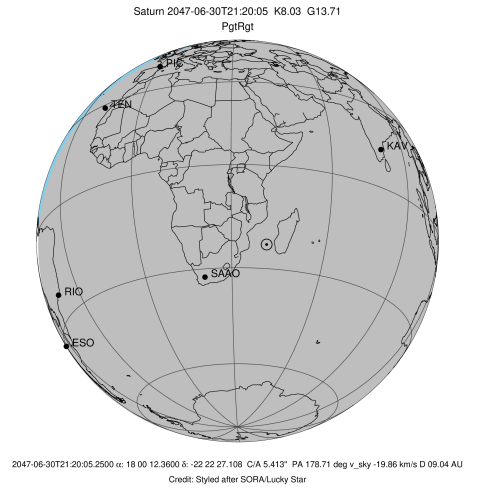 Saturn 2047-06-30T21:20:05 K8.03 G13.71
PgtRgt
PIC
TEN
KAV
SAAO
RIO
ESO
2047-06-30T21:20:05.2500 α: 18 00 12.3600 δ: -22 22 27.108 C/A 5.413" PA 178.71 deg v_sky -19.86 km/s D 09.04 AU
Credit: Styled after SORA/Lucky Star